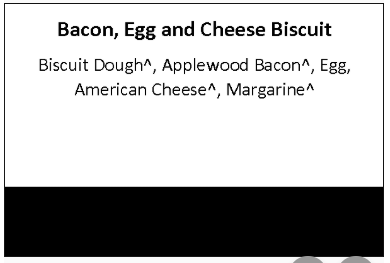 Bacon, Egg and Cheese Biscuit
Biscuit Dough^, Applewood Bacon^, Egg,
American Cheese^, Margarine^